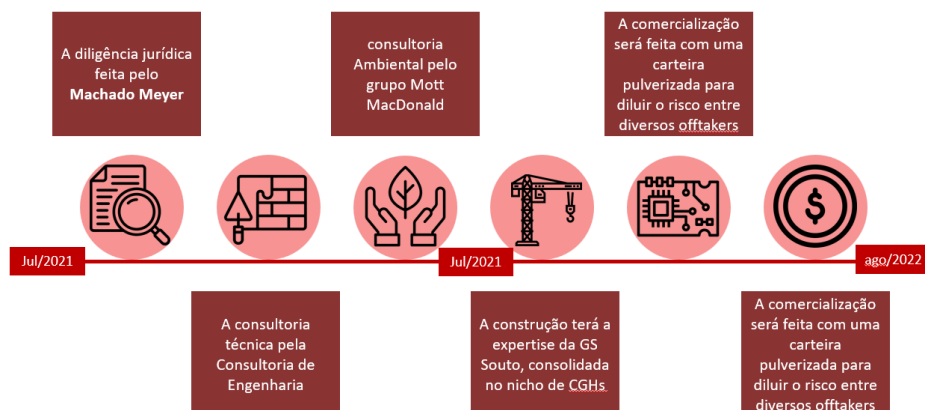 A diligência jurídica
feita pelo
Machado Meyer
consultoria
Ambiental pelo
grupo Mott
MacDonald
A comercialização
será feita com uma
carteira
pulverizada para
diluir o risco entre
diversos offtakers
Jul/2021
Jul/2021
ago/2022
A consultoria
técnica pela
Consultoria de
Engenharia
A construção terá a
expertise da GS
Souto, consolidada
no nicho de CGHs
A comercialização
será feita com uma
carteira
pulverizada para
diluir o risco entre
diversos offtakers